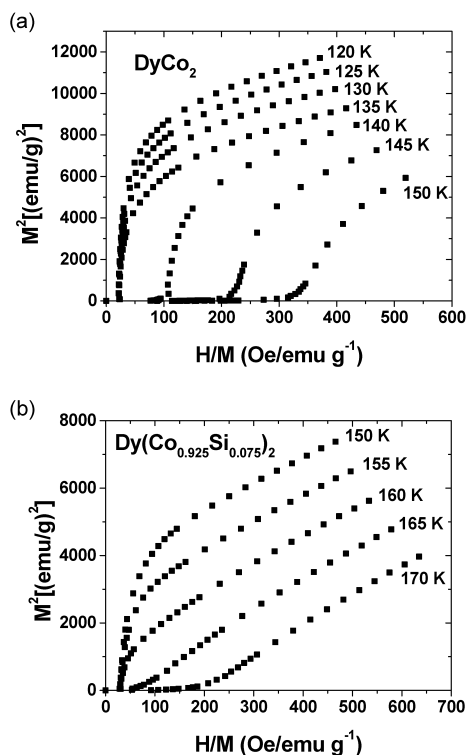 (a)
DyCo₂
120 K
125 K
130 K
135 K
140 K
145 K
150 K
12000
10000
8000
6000
4000
2000
0
M²[(emu/g)²]
0 100 200 300 400 500 600
H/M (Oe/emu g⁻¹)
(b)
Dy(Co₀.₉₂₅Si₀.₀₇₅)₂
150 K
155 K
160 K
165 K
170 K
8000
6000
4000
2000
0
M²[(emu/g)²]
0 100 200 300 400 500 600 700
H/M (Oe/emu g⁻¹)